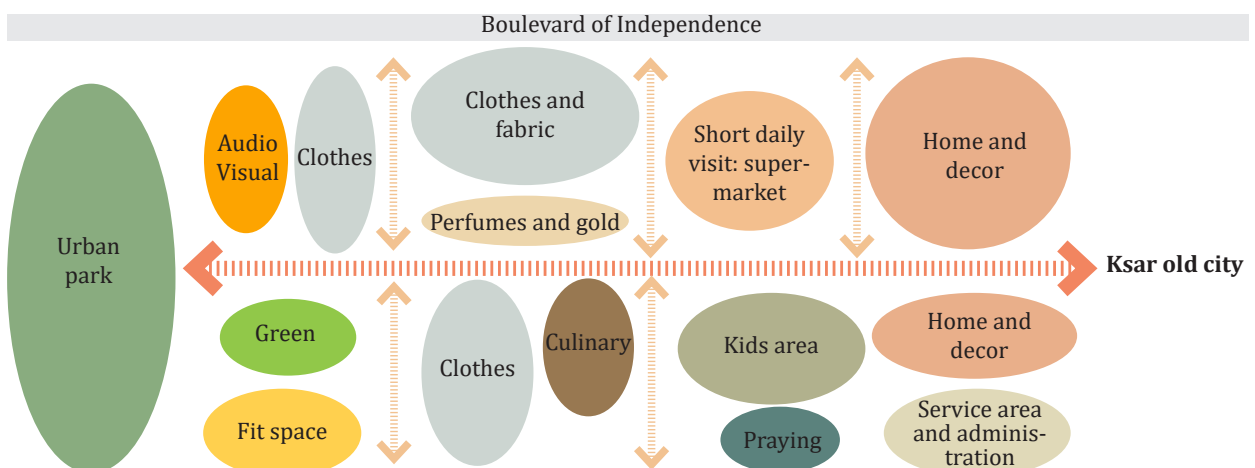 Boulevard of Independence
Urban
park
Audio
Visual
Clothes
Clothes and
fabric
Perfumes and gold
Short daily
visit: super-
market
Home and
decor
Ksar old city
Green
Fit space
Clothes
Culinary
Kids area
Praying
Home and
decor
Service area
and adminis-
tration